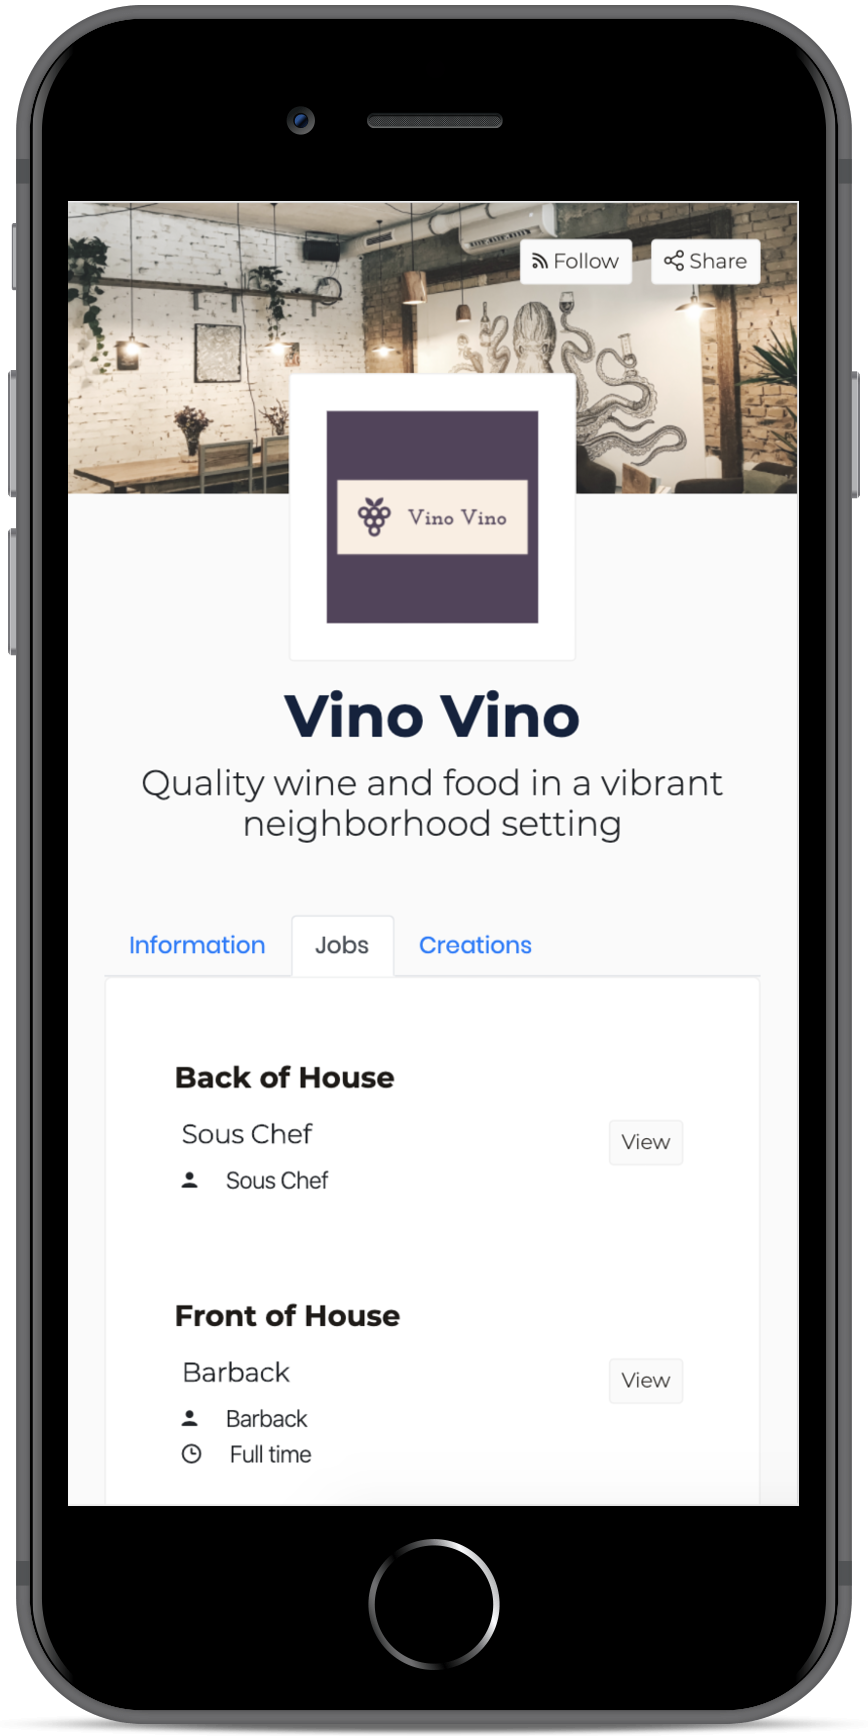 Follow
Share
Vino Vino
Vino Vino
Quality wine and food in a vibrant
neighborhood setting
Information
Jobs
Creations
Back of House
Sous Chef
View
Sous Chef
Front of House
Barback
View
Barback
Full time